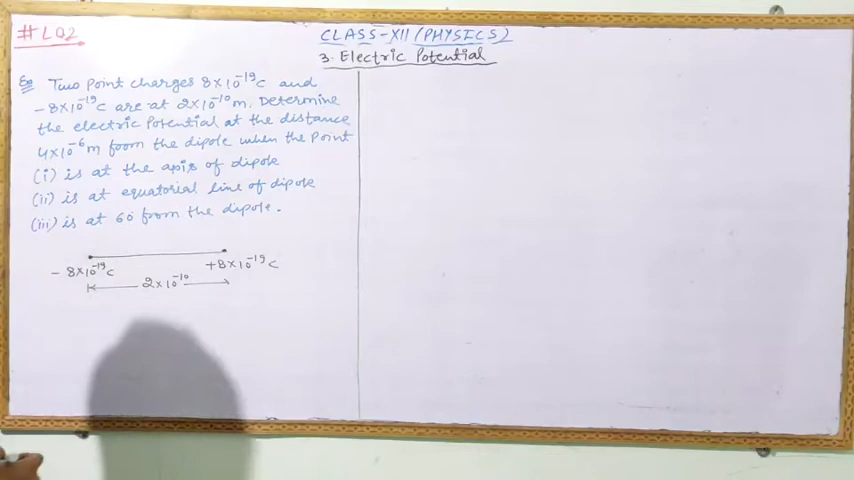 #L02
CLASS-XII (PHYSICS)
3. Electric Potential
Ex Two Point charges 8×10⁻¹⁹c and
-8×10⁻¹⁹c are at 2×10⁻¹⁰m. Determine
the electric Potential at the distance
4×10⁻⁶m from the dipole when the Point
(i) is at the axis of dipole
(ii) is at equatorial line of dipole
(iii) is at 60 from the dipole.
-8×10⁻¹⁹c +8×10⁻¹⁹c
2×10⁻¹⁰